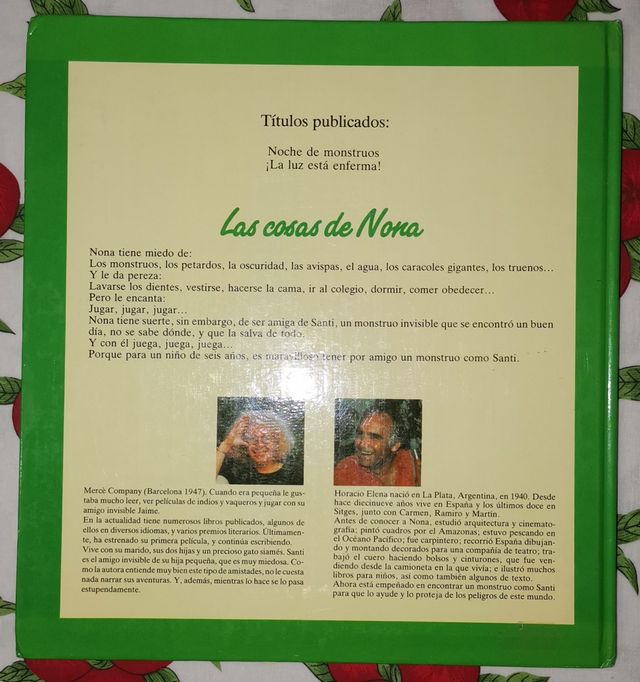 Títulos publicados:
Noche de monstruos
¡La luz está enferma!
Las cosas de Nona
Nona tiene miedo de:
Los monstruos, los petardos, la oscuridad, las avispas, el agua, los caracoles gigantes, los truenos...
Y le da pereza:
Lavarse los dientes, vestirse, hacerse la cama, ir al colegio, dormir, comer obedecer...
Pero le encanta:
Jugar, jugar, jugar...
Nona tiene suerte, sin embargo, de ser amiga de Santi, un monstruo invisible que se encontró un buen
día, no se sabe dónde, y que la salva de todo.
Y con él juega, juega, juega...
Porque para un niño de seis años, es maravilloso tener por amigo un monstruo como Santi.
Mercè Company (Barcelona 1947). Cuando era pequeña le gus-
taba mucho leer, ver películas de indios y vaqueros y jugar con su
amigo invisible Jaime.
En la actualidad tiene numerosos libros publicados, algunos de
ellos en diversos idiomas, y varios premios literarios. Últimamen-
te, ha estrenado su primera película, y continúa escribiendo.
Vive con su marido, sus dos hijas y un precioso gato siamés. Santi
es el amigo invisible de su hija pequeña, que es muy miedosa. Co-
mo la autora entiende muy bien este tipo de amistades, no le cuesta
nada narrar sus aventuras. Y, además, mientras lo hace se lo pasa
estupendamente.
Horacio Elena nació en La Plata, Argentina, en 1940. Desde
hace diecinueve años vive en España y los últimos doce en
Sitges, junto con Carmen, Ramiro y Martín.
Antes de conocer a Nona, estudió arquitectura y cinemato-
grafía; pintó cuadros por el Amazonas; estuvo pescando en
el Océano Pacífico; fue carpintero; recorrió España dibujan-
do y montando decorados para una compañía de teatro; tra-
bajó el cuero haciendo bolsos y cinturones, que fue ven-
diendo desde la camioneta en la que vivía; e ilustró muchos
libros para niños, así como también algunos de texto.
Ahora está empeñado en encontrar un monstruo como Santi
para que lo ayude y lo proteja de los peligros de este mundo.